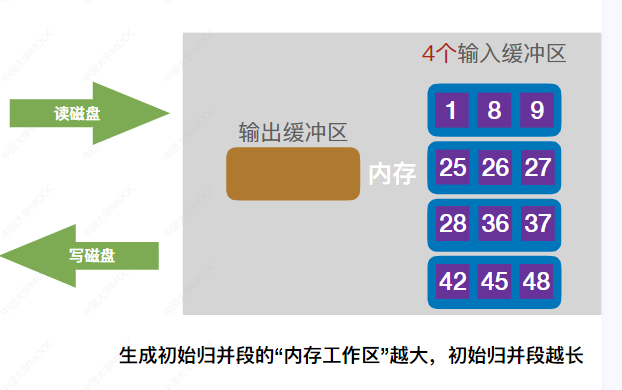 4个输入缓冲区
读磁盘
1 8 9
输出缓冲区
内存
25 26 27
28 36 37
写磁盘
42 45 48
生成初始归并段的“内存工作区”越大，初始归并段越长